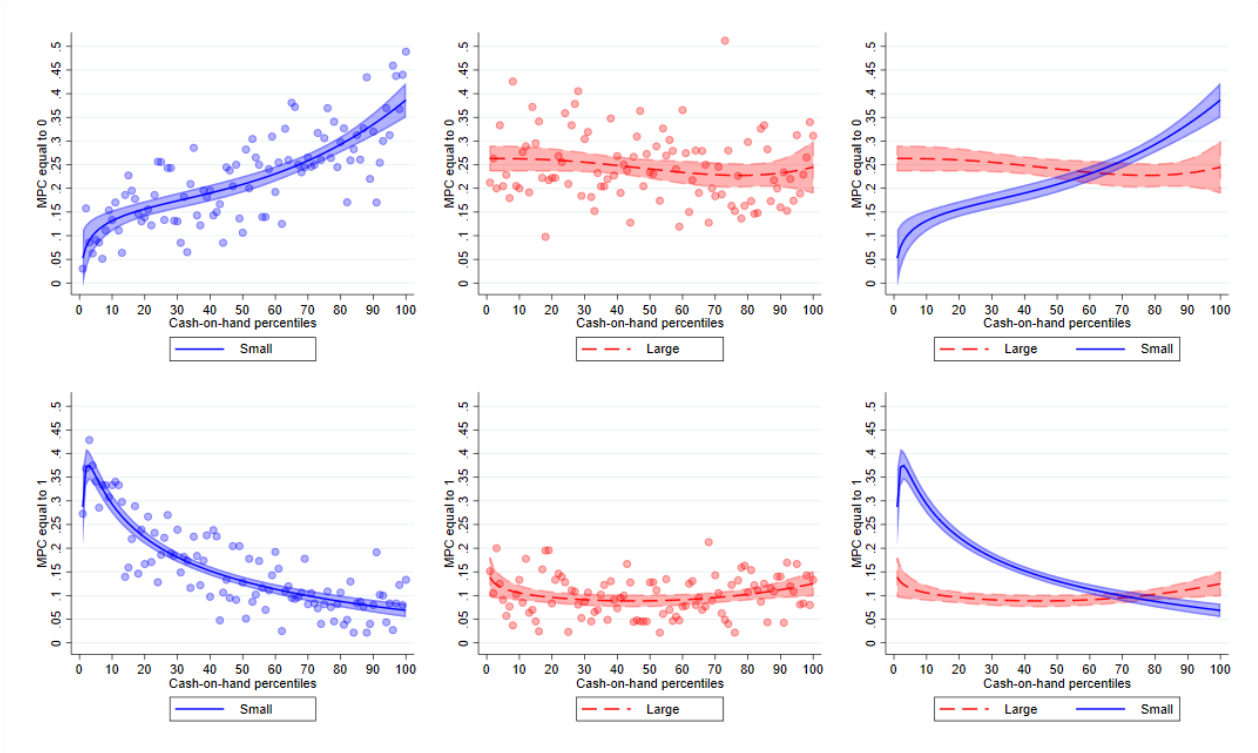 MPC equal to 0
0 .05 .1 .15 .2 .25 .3 .35 .4 .45 .5
0 10 20 30 40 50 60 70 80 90 100
Cash-on-hand percentiles
Small
MPC equal to 0
0 .05 .1 .15 .2 .25 .3 .35 .4 .45 .5
0 10 20 30 40 50 60 70 80 90 100
Cash-on-hand percentiles
Large
MPC equal to 0
0 .05 .1 .15 .2 .25 .3 .35 .4 .45 .5
0 10 20 30 40 50 60 70 80 90 100
Cash-on-hand percentiles
Large Small
MPC equal to 1
0 .05 .1 .15 .2 .25 .3 .35 .4 .45 .5
0 10 20 30 40 50 60 70 80 90 100
Cash-on-hand percentiles
Small
MPC equal to 1
0 .05 .1 .15 .2 .25 .3 .35 .4 .45 .5
0 10 20 30 40 50 60 70 80 90 100
Cash-on-hand percentiles
Large
MPC equal to 1
0 .05 .1 .15 .2 .25 .3 .35 .4 .45 .5
0 10 20 30 40 50 60 70 80 90 100
Cash-on-hand percentiles
Large Small